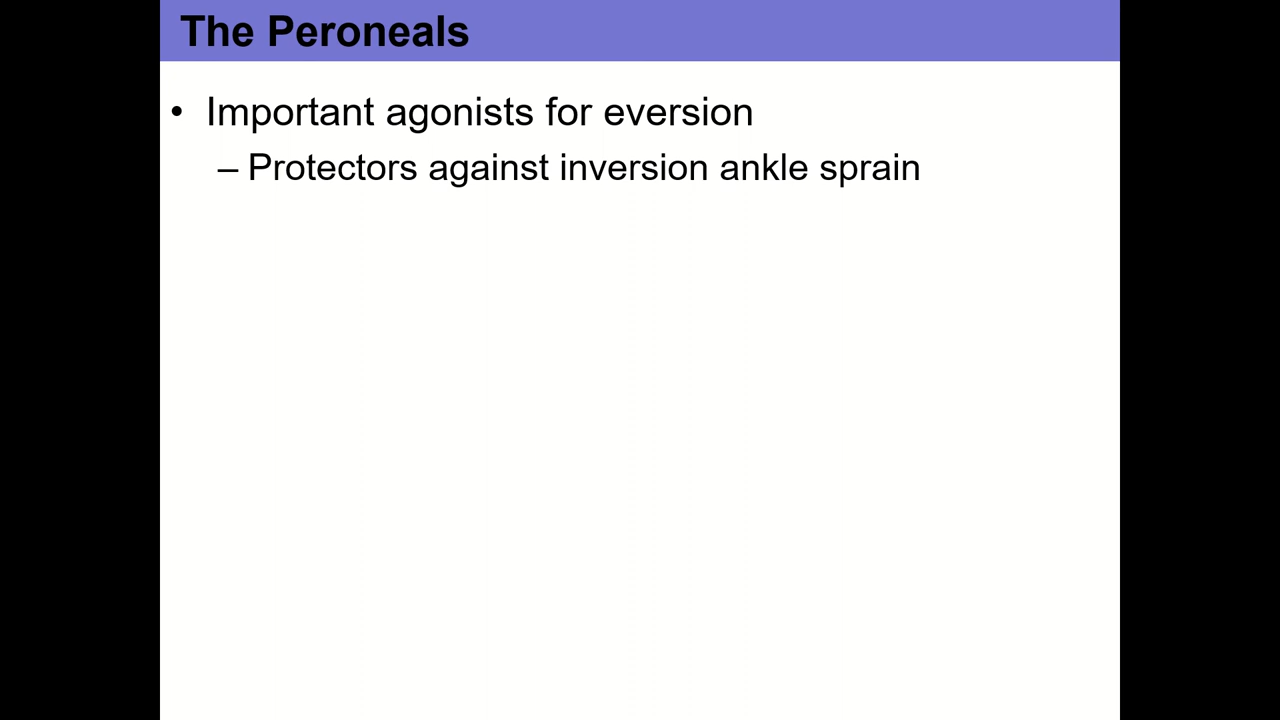 The Peroneals
• Important agonists for eversion
– Protectors against inversion ankle sprain